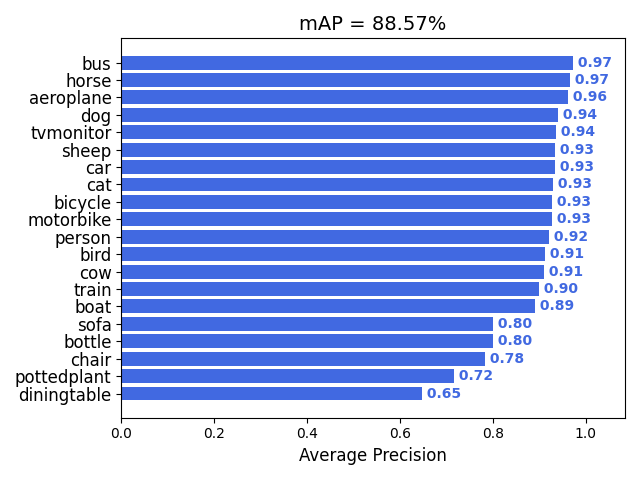 mAP = 88.57%
bus 0.97
horse 0.97
aeroplane 0.96
dog 0.94
tvmonitor 0.94
sheep 0.93
car 0.93
cat 0.93
bicycle 0.93
motorbike 0.93
person 0.92
bird 0.91
cow 0.91
train 0.90
boat 0.89
sofa 0.80
bottle 0.80
chair 0.78
pottedplant 0.72
diningtable 0.65
0.0 0.2 0.4 0.6 0.8 1.0
Average Precision